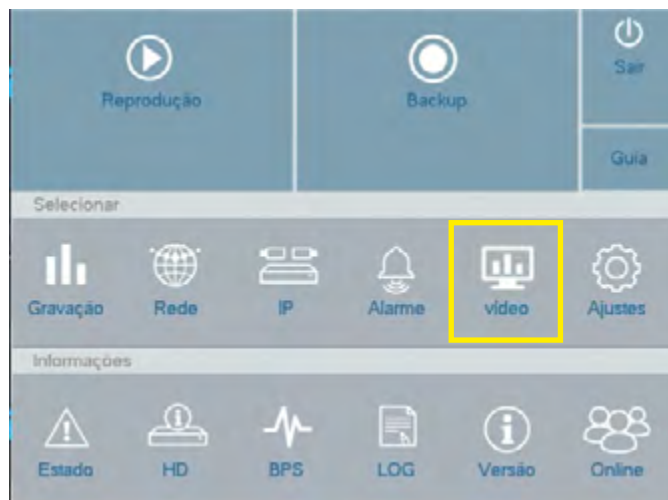 Reprodução
Backup
Sair
Guia
Selecionar
Gravação
Rede
IP
Alarme
vídeo
Ajustes
Informações
Estado
HD
BPS
LOG
Versão
Online